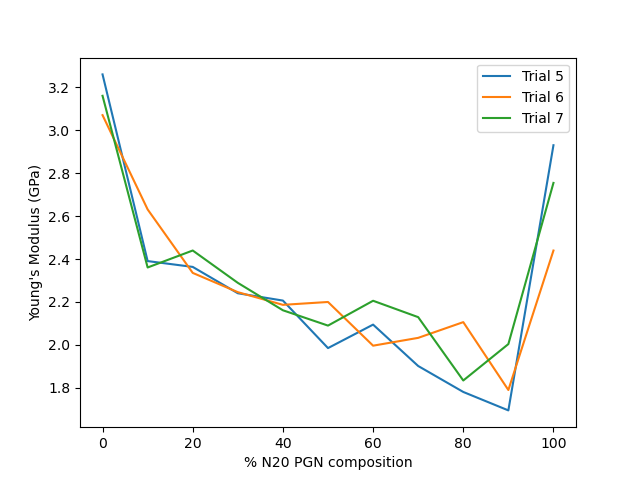 Trial 5
Trial 6
Trial 7
3.2
3.0
2.8
2.6
2.4
2.2
2.0
1.8
Young's Modulus (GPa)
0 20 40 60 80 100
% N20 PGN composition